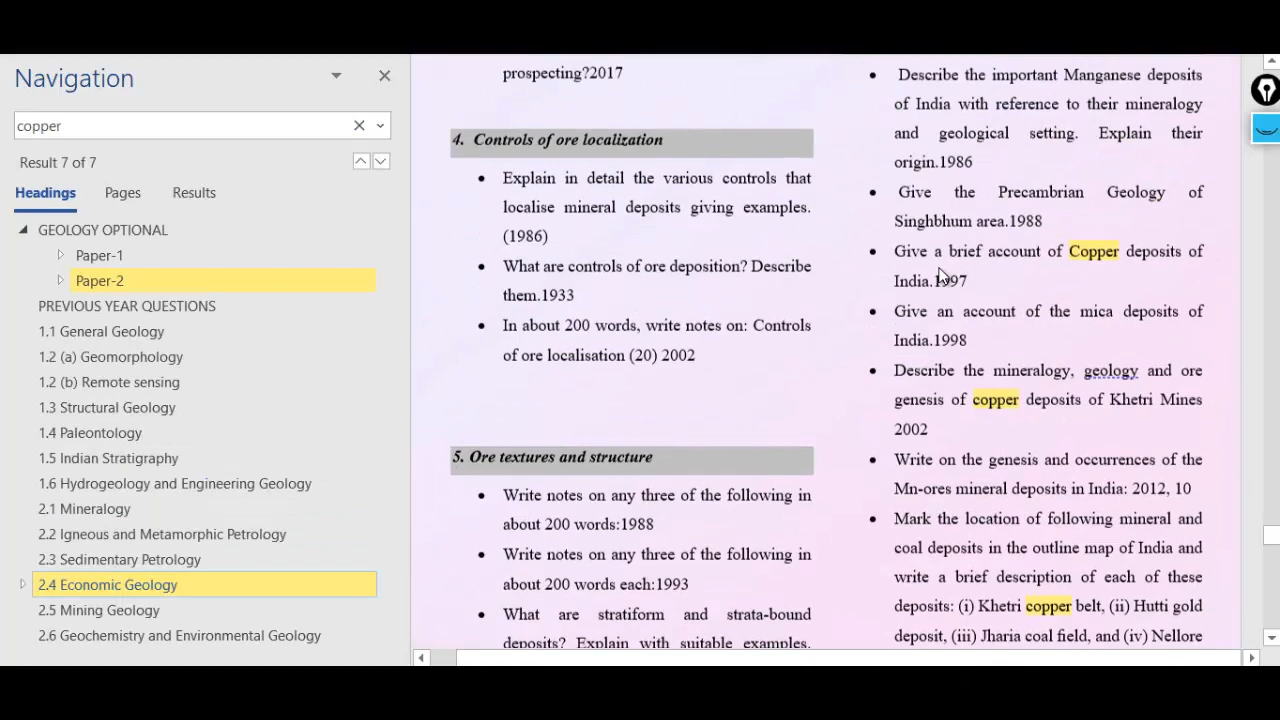 Navigation
copper
Result 7 of 7
Headings Pages Results
GEOLOGY OPTIONAL
Paper-1
Paper-2
PREVIOUS YEAR QUESTIONS
1.1 General Geology
1.2 (a) Geomorphology
1.2 (b) Remote sensing
1.3 Structural Geology
1.4 Paleontology
1.5 Indian Stratigraphy
1.6 Hydrogeology and Engineering Geology
2.1 Mineralogy
2.2 Igneous and Metamorphic Petrology
2.3 Sedimentary Petrology
2.4 Economic Geology
2.5 Mining Geology
2.6 Geochemistry and Environmental Geology
prospecting?2017
4. Controls of ore localization
• Explain in detail the various controls that
localise mineral deposits giving examples.
(1986)
• What are controls of ore deposition? Describe
them.1933
• In about 200 words, write notes on: Controls
of ore localisation (20) 2002
5. Ore textures and structure
• Write notes on any three of the following in
about 200 words:1988
• Write notes on any three of the following in
about 200 words each:1993
• What are stratiform and strata-bound
deposits? Explain with suitable examples.
• Describe the important Manganese deposits
of India with reference to their mineralogy
and geological setting. Explain their
origin.1986
• Give the Precambrian Geology of
Singhbhum area.1988
• Give a brief account of Copper deposits of
India.1997
• Give an account of the mica deposits of
India.1998
• Describe the mineralogy, geology and ore
genesis of copper deposits of Khetri Mines
2002
• Write on the genesis and occurrences of the
Mn-ores mineral deposits in India: 2012, 10
• Mark the location of following mineral and
coal deposits in the outline map of India and
write a brief description of each of these
deposits: (i) Khetri copper belt, (ii) Hutti gold
deposit, (iii) Jharia coal field, and (iv) Nellore